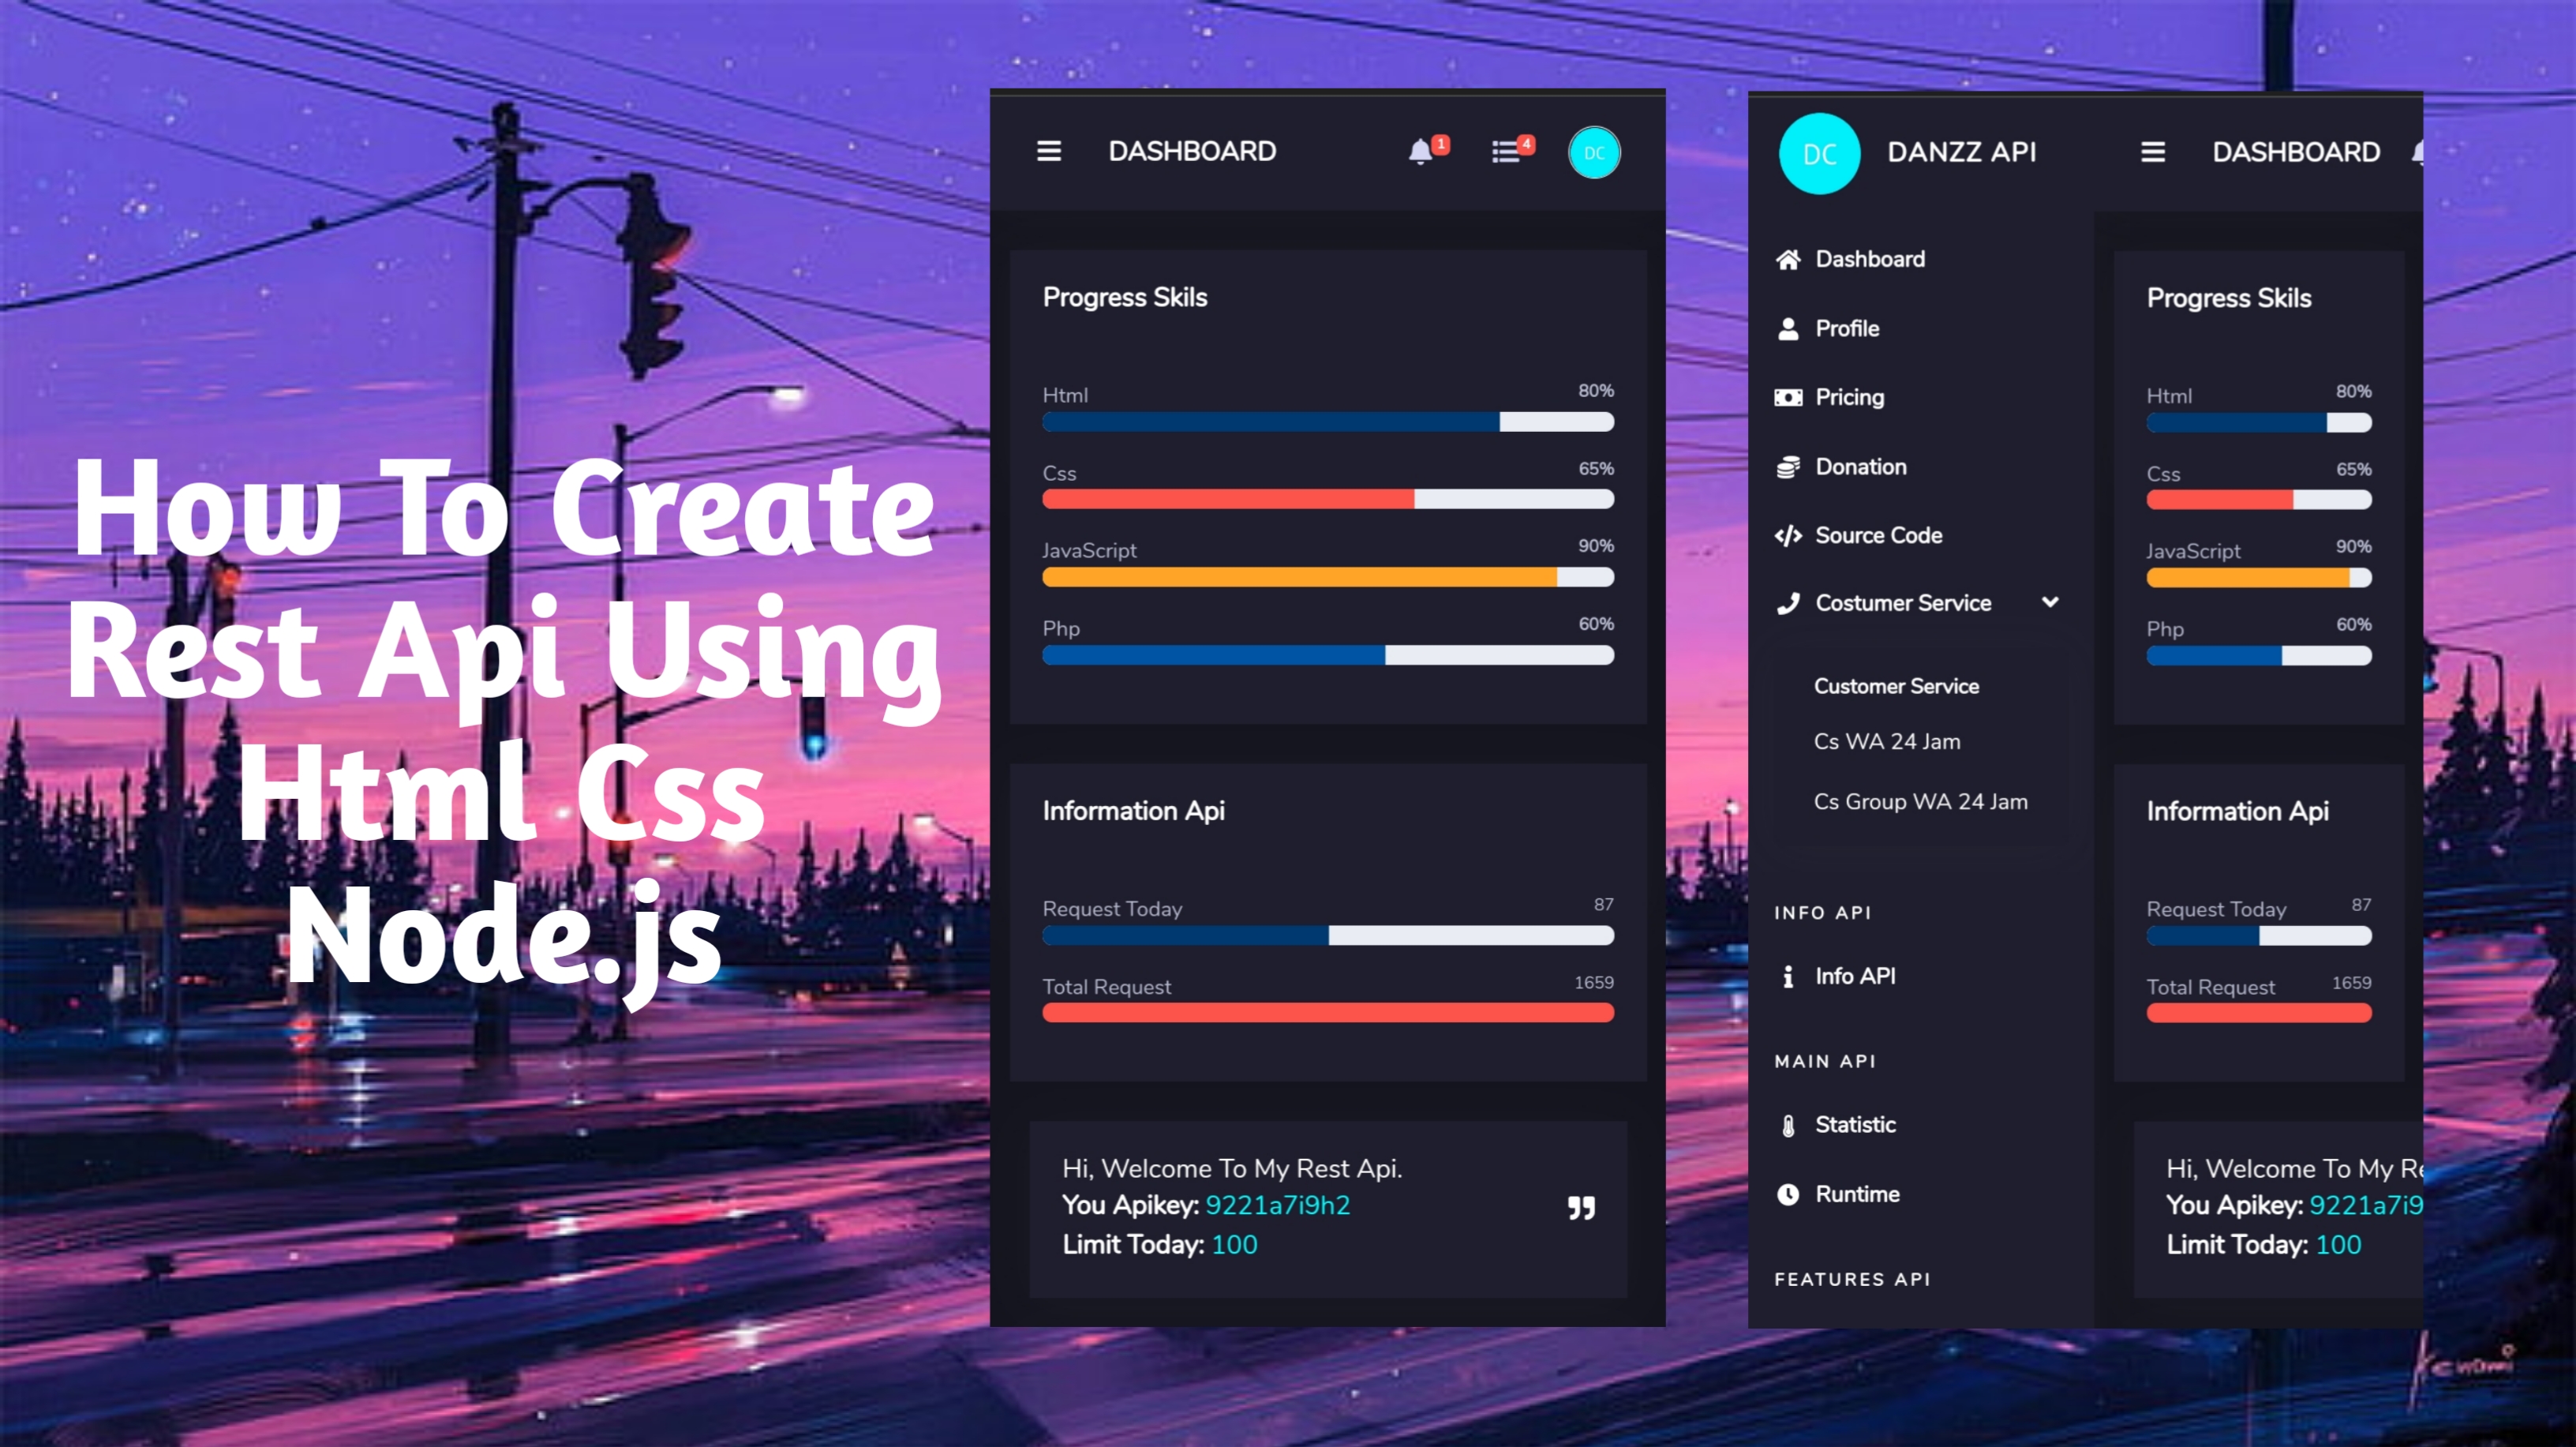 How To Create
Rest Api Using
Html Css
Node.js
DASHBOARD
1
4
DC
Progress Skils
Html 80%
Css 65%
JavaScript 90%
Php 60%
Information Api
Request Today 87
Total Request 1659
Hi, Welcome To My Rest Api.
You Apikey: 9221a7i9h2
Limit Today: 100
DC DANZZ API
Dashboard
Profile
Pricing
Donation
Source Code
Costumer Service
Customer Service
Cs WA 24 Jam
Cs Group WA 24 Jam
INFO API
Info API
MAIN API
Statistic
Runtime
FEATURES API
DASHBOARD
Progress Skils
Html 80%
Css 65%
JavaScript 90%
Php 60%
Information Api
Request Today 87
Total Request 1659
Hi, Welcome To My Re
You Apikey: 9221a7i9
Limit Today: 100